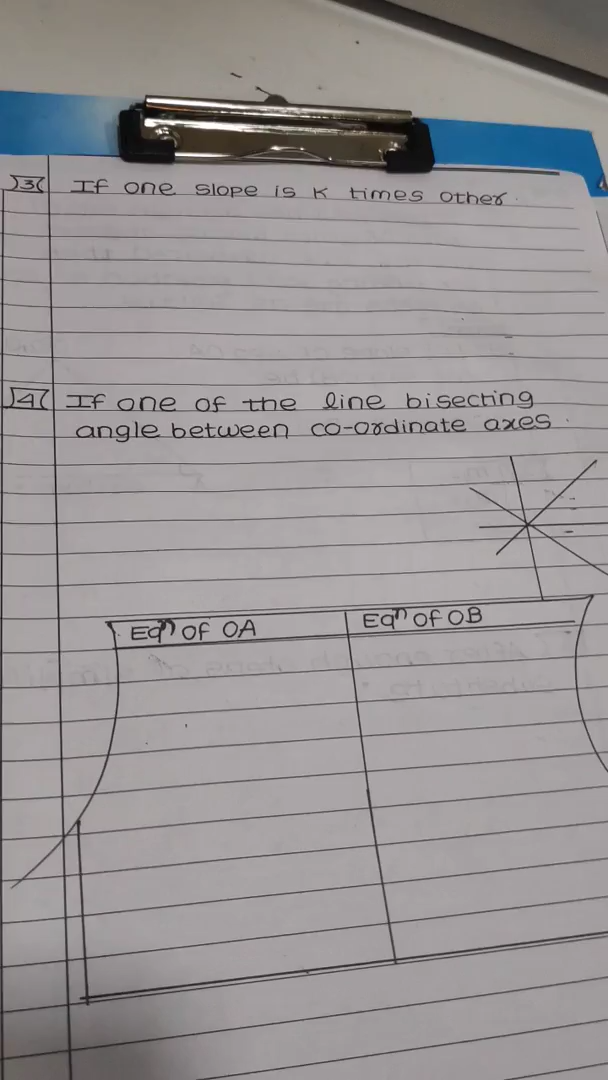 3 If one slope is K times other.
4 If one of the line bisecting
angle between co-ordinate axes.
Eqn of OA
Eqn of OB